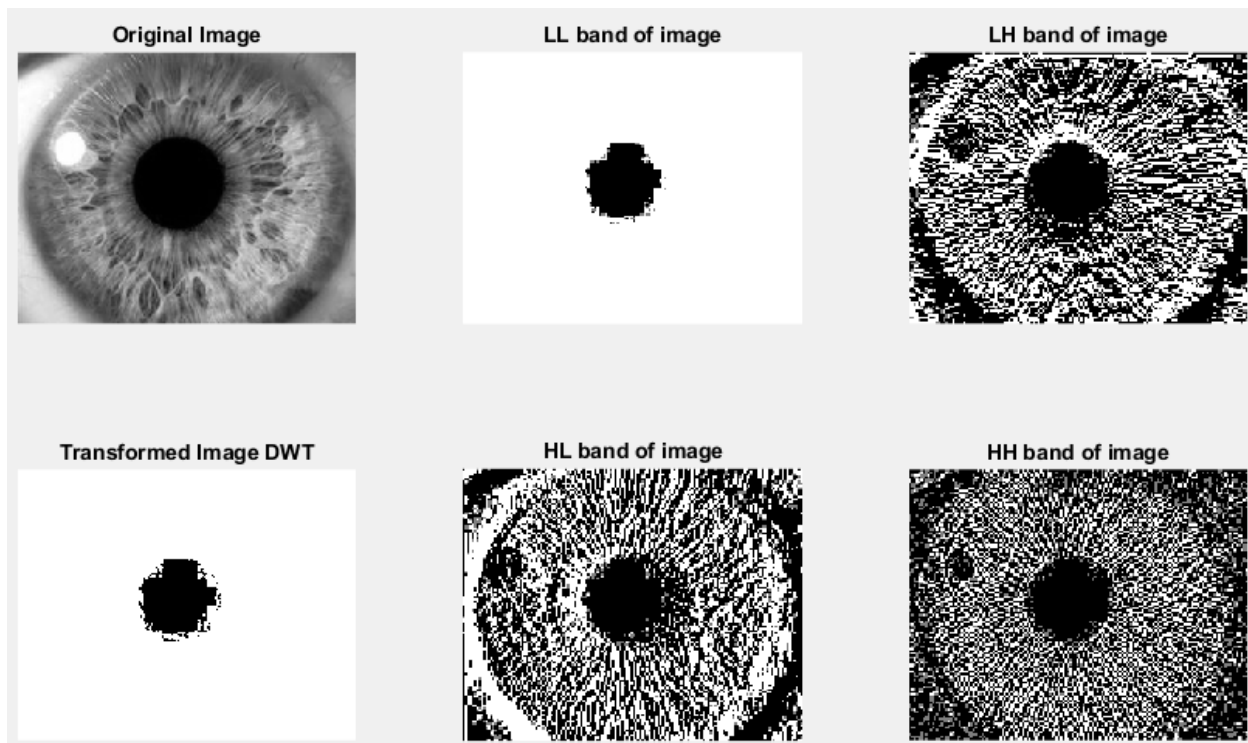 Original Image
LL band of image
LH band of image
Transformed Image DWT
HL band of image
HH band of image